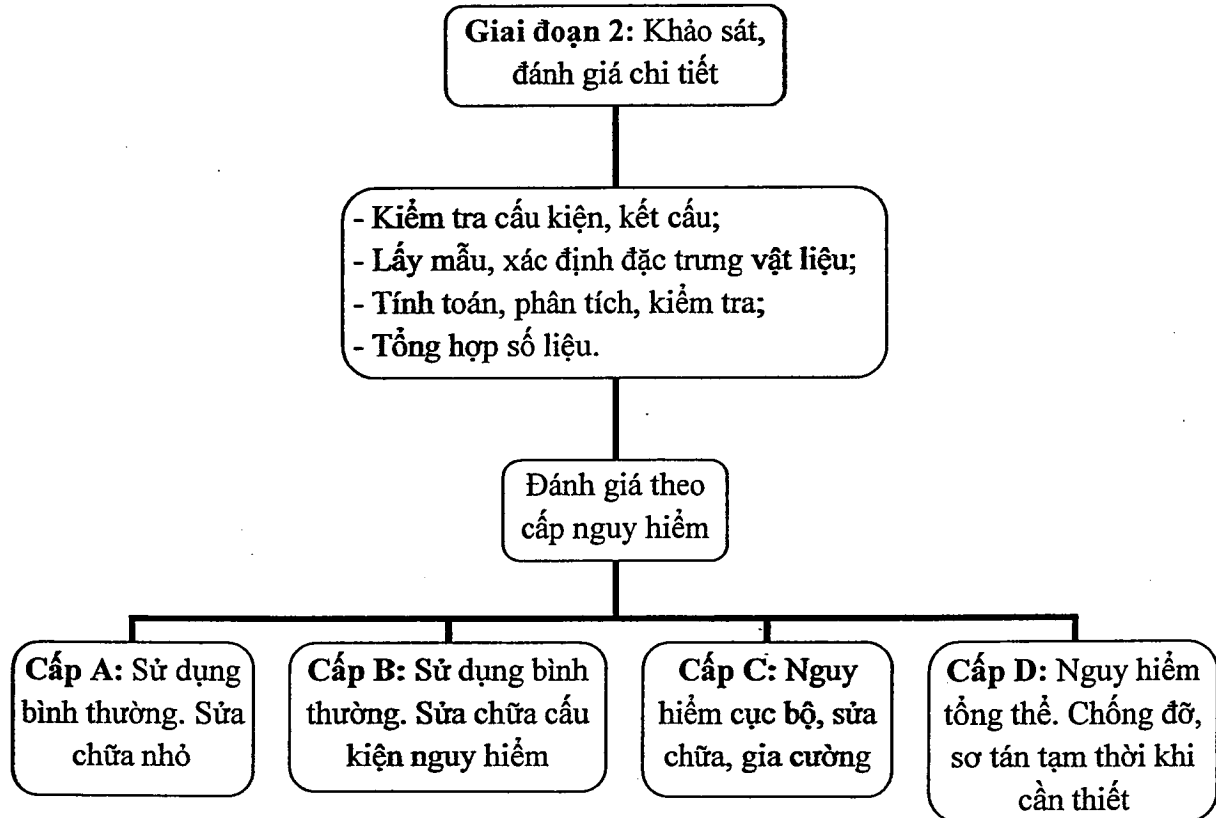 Giai đoạn 2: Khảo sát,
đánh giá chi tiết
- Kiểm tra cấu kiện, kết cấu;
- Lấy mẫu, xác định đặc trưng vật liệu;
- Tính toán, phân tích, kiểm tra;
- Tổng hợp số liệu.
Đánh giá theo
cấp nguy hiểm
Cấp A: Sử dụng
bình thường. Sửa
chữa nhỏ
Cấp B: Sử dụng bình
thường. Sửa chữa cấu
kiện nguy hiểm
Cấp C: Nguy
hiểm cục bộ, sửa
chữa, gia cường
Cấp D: Nguy hiểm
tổng thể. Chống đỡ,
sơ tán tạm thời khi
cần thiết